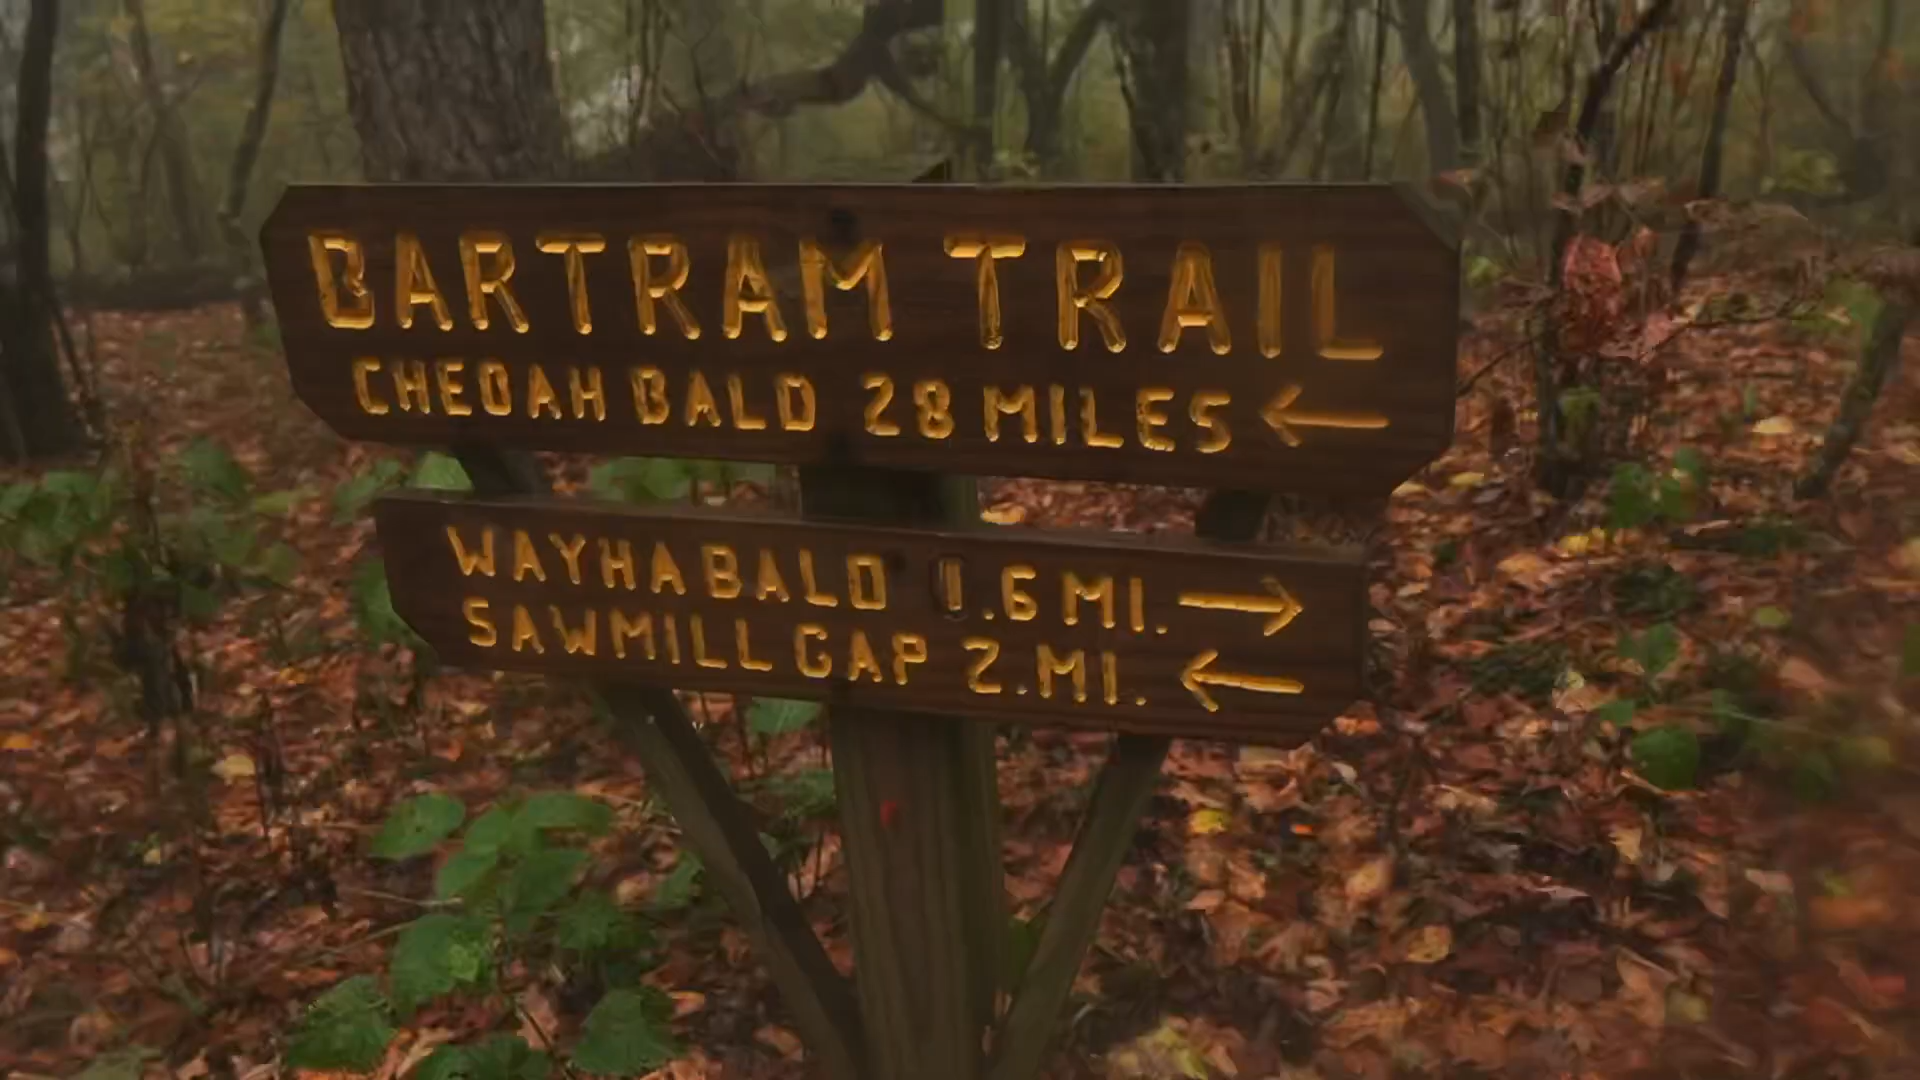 BARTRAM TRAIL
CHEOAH BALD 28 MILES ←
WAYHA BALD 1.6 MI. →
SAWMILL GAP 2.MI. ←